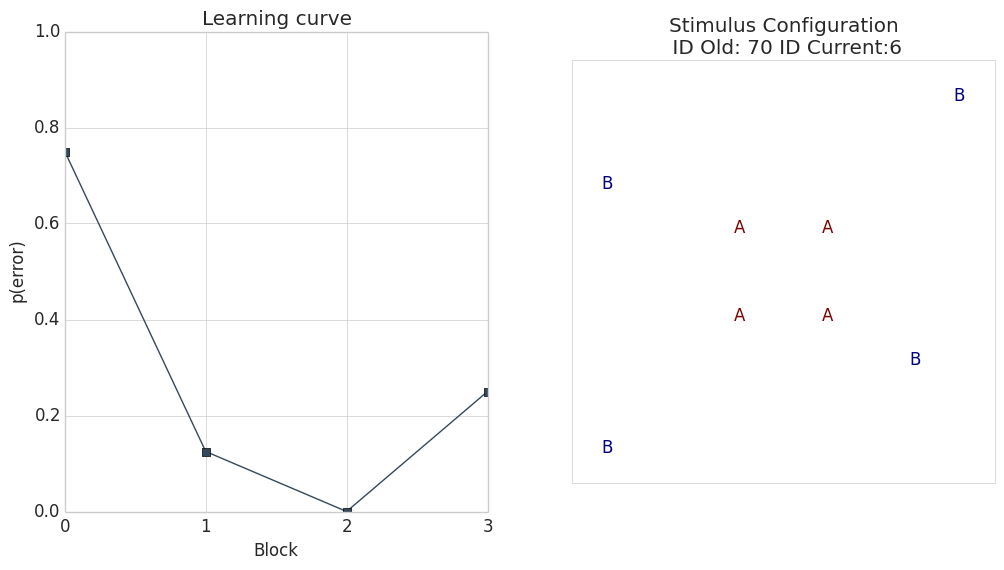 Learning curve
1.0
0.8
0.6
0.4
0.2
0.0
0 1 2 3
p(error)
Block
Stimulus Configuration
ID Old: 70 ID Current:6
B
B
A A
A A
B
B